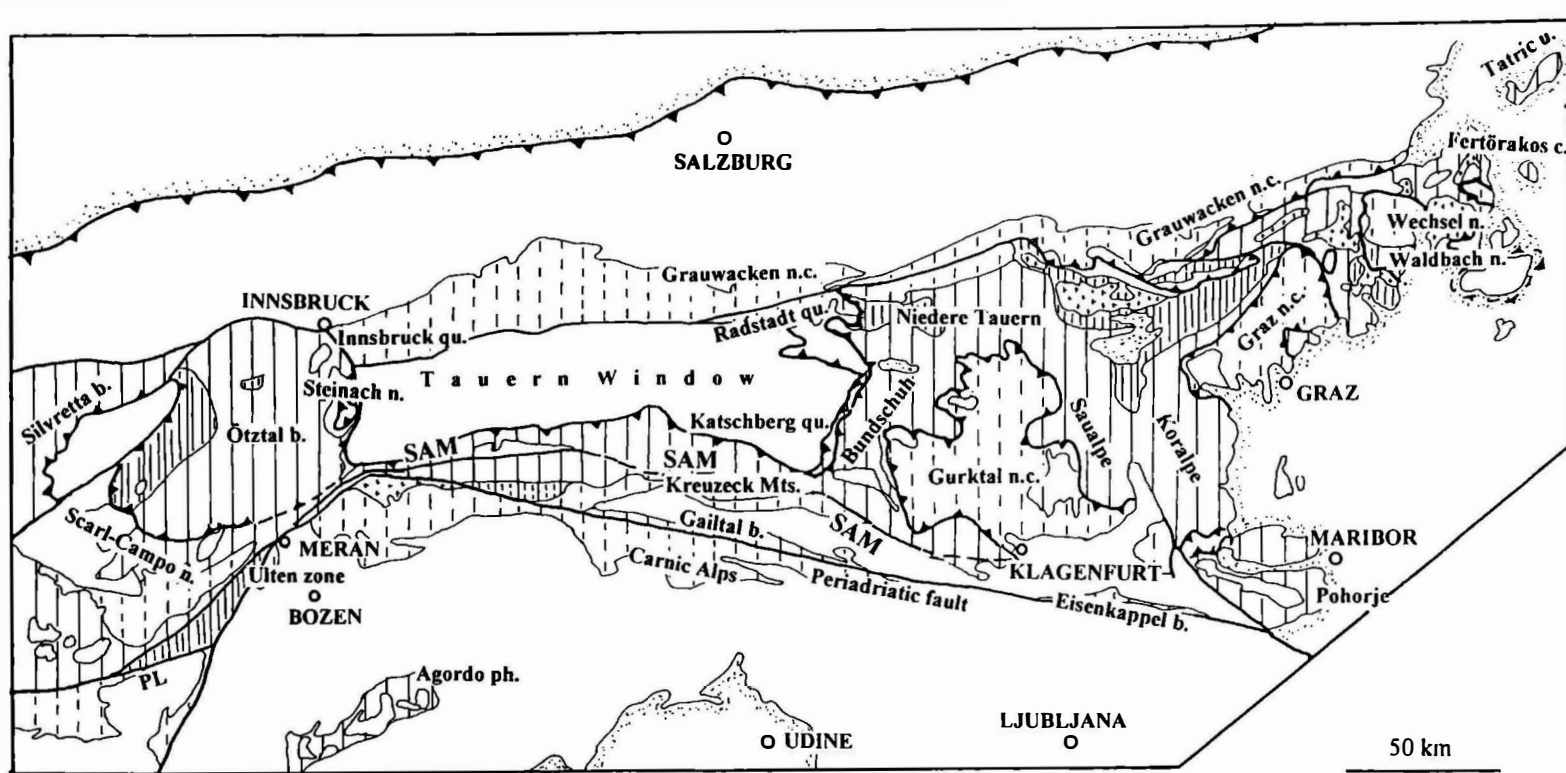 Tatric u.
SALZBURG
Fertörakos c.
Grauwacken n.c.
Wechsel n.
Waldbach n.
Grauwacken n.c.
INNSBRUCK
Innsbruck qu.
Radstadt qu.
Niedere Tauern
Graz n.c.
GRAZ
Steinach n.
Tauern Window
Silvretta b.
Ötztal b.
Katschberg qu.
Bundschuh
Saualpe
Koralpe
SAM
SAM
Kreuzeck Mts.
Gurktal n.c.
Scarl-Campo n.
Gailtal b.
SAM
MERAN
MARIBOR
Ulten zone
Carnic Alps
KLAGENFURT
Periadriatic fault
Eisenkappel b.
Pohorje
BOZEN
PL
Agordo ph.
LJUBLJANA
UDINE
50 km